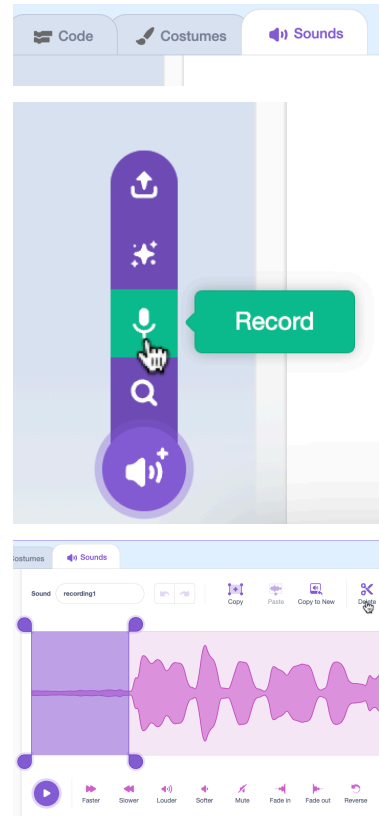 Code Costumes Sounds
Record
Costumes Sounds
Sound recording1 Copy Paste Copy to New Delete
Faster Slower Louder Softer Mute Fade in Fade out Reverse